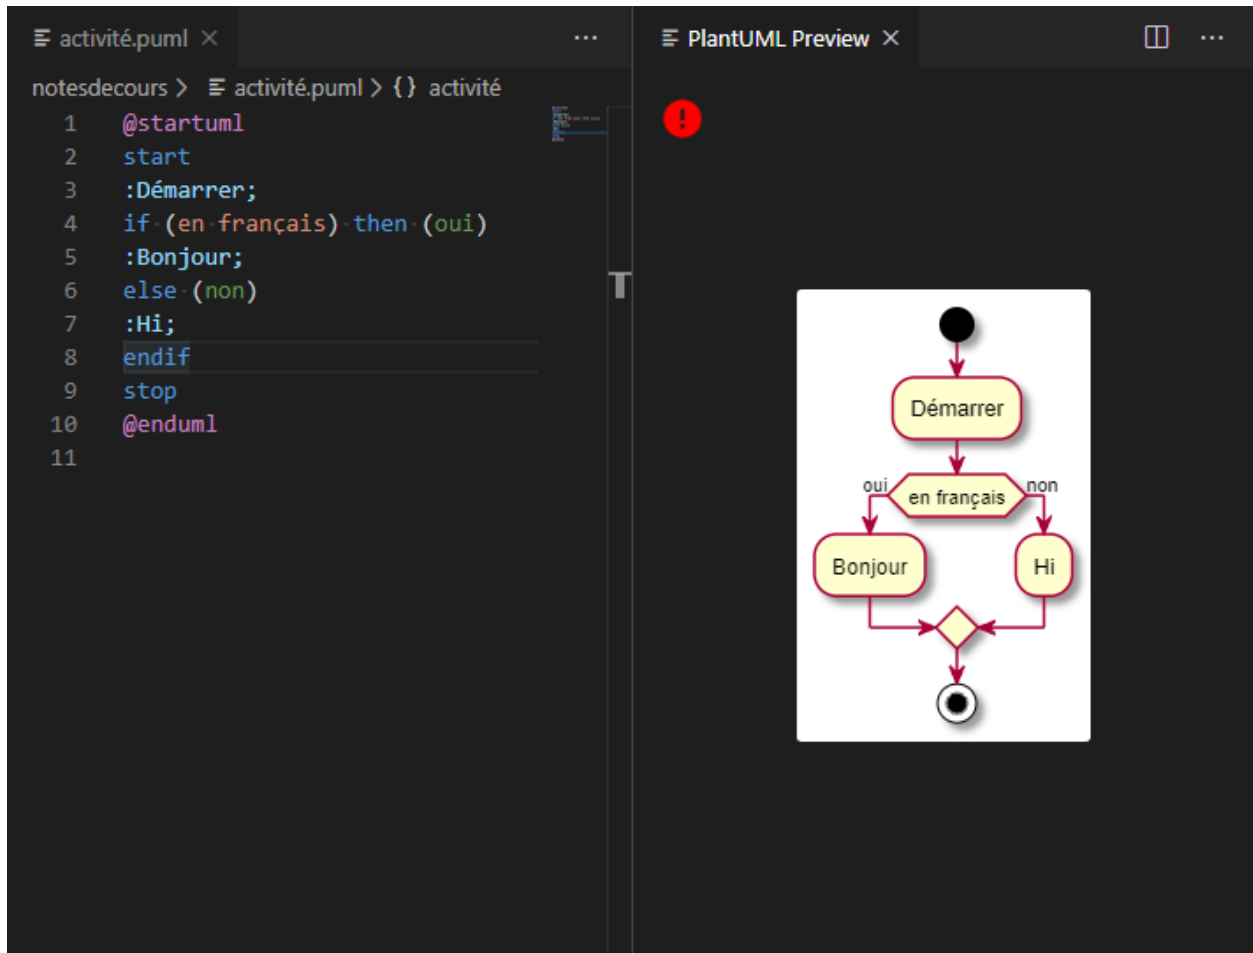 activité.puml
notesdecours > activité.puml > {} activité
1 @startuml
2 start
3 :Démarrer;
4 if (en français) then (oui)
5 :Bonjour;
6 else (non)
7 :Hi;
8 endif
9 stop
10 @enduml
11
PlantUML Preview
Démarrer
oui
en français
non
Bonjour
Hi